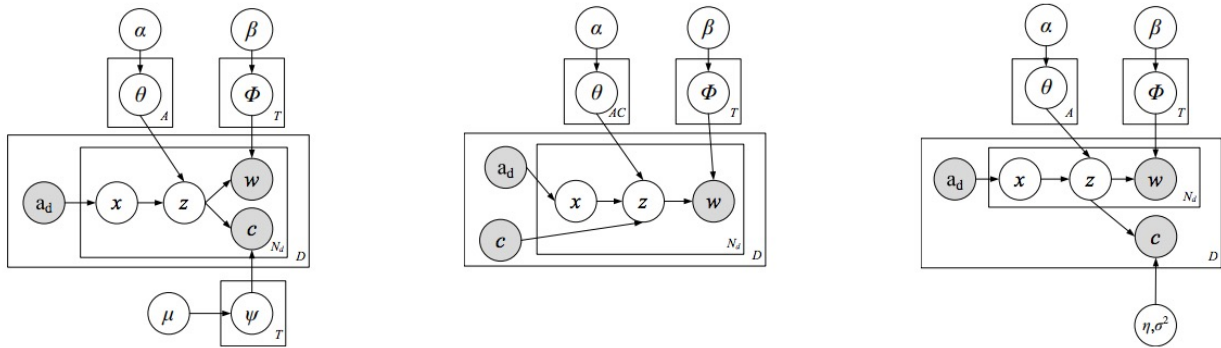 α β α β α β
θ Φ θ Φ θ Φ
A T AC T A T
a_d x z w c N_d D
a_d x z w c N_d D
a_d x z w c N_d D
μ ψ T η,σ²